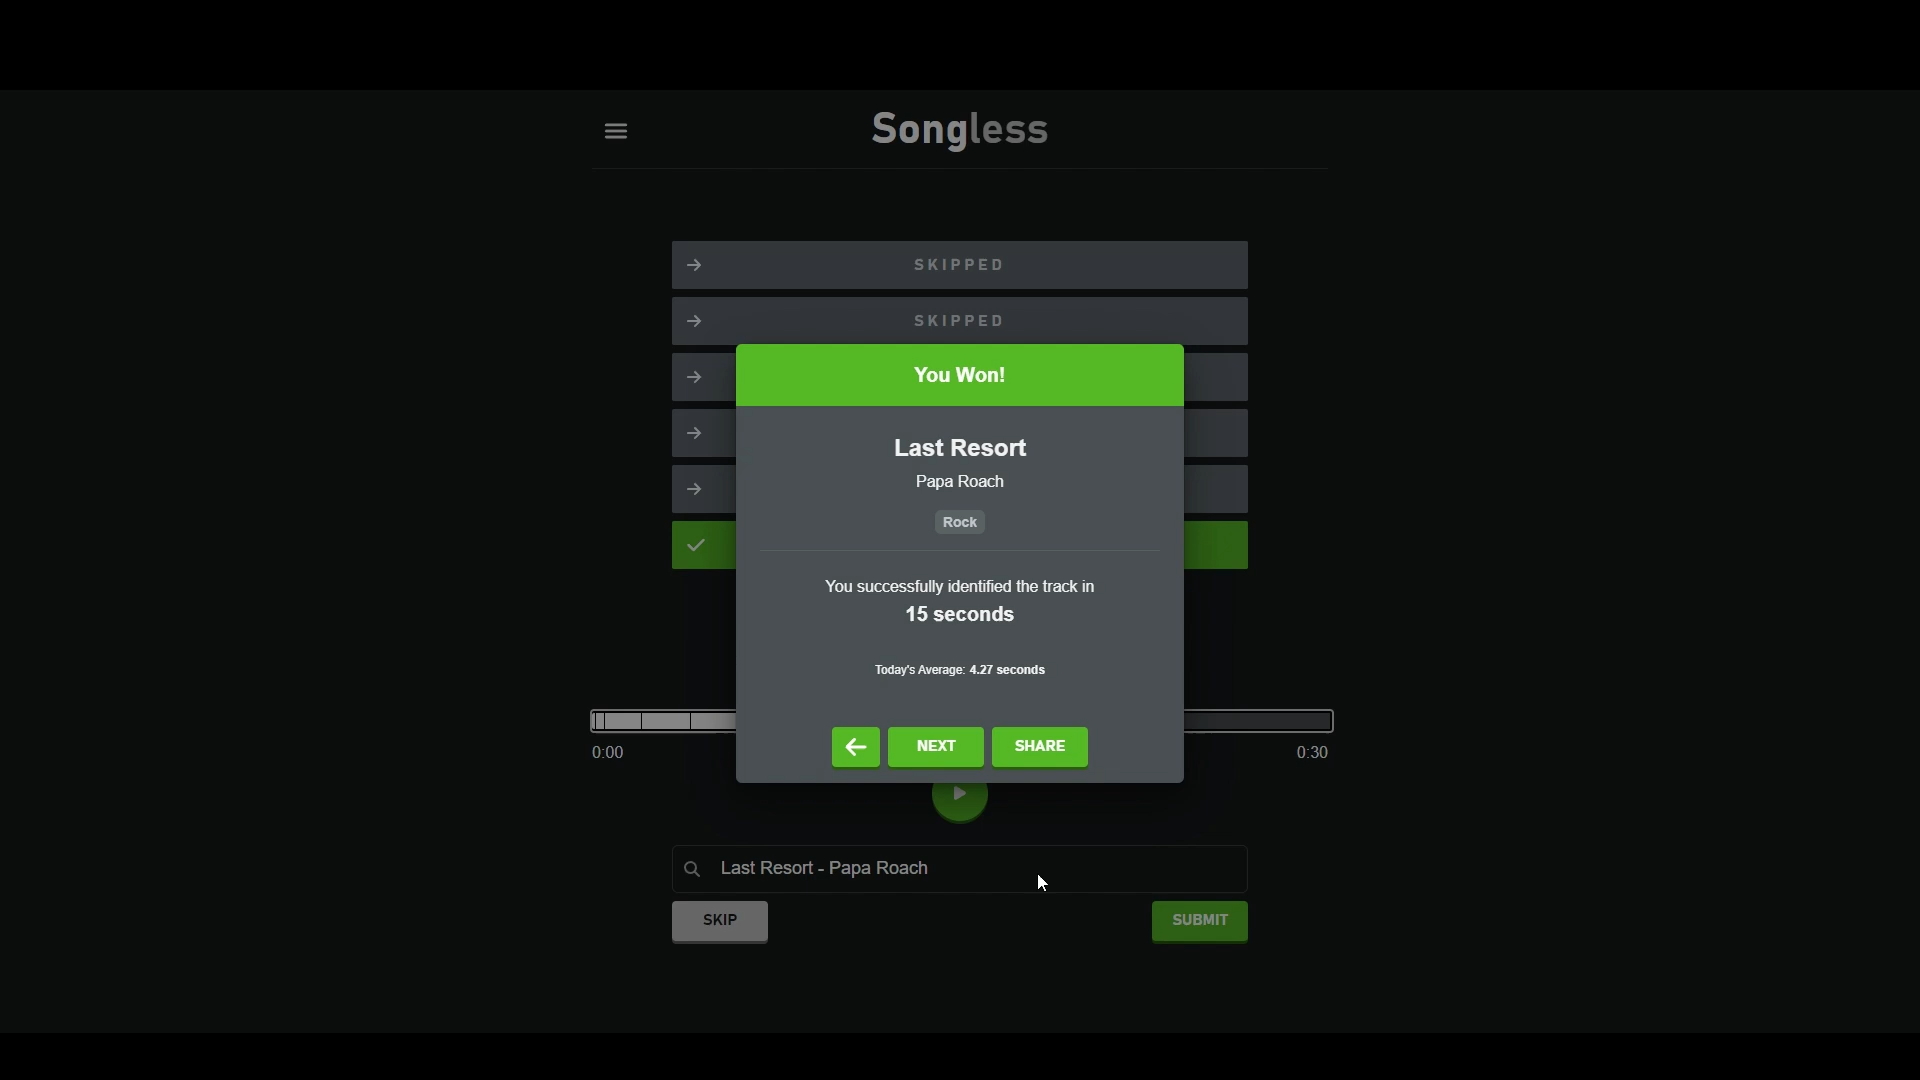 Songless
SKIPPED
SKIPPED
You Won!
Last Resort
Papa Roach
Rock
You successfully identified the track in
15 seconds
Today's Average: 4.27 seconds
0:00
0:30
NEXT
SHARE
Last Resort - Papa Roach
SKIP
SUBMIT